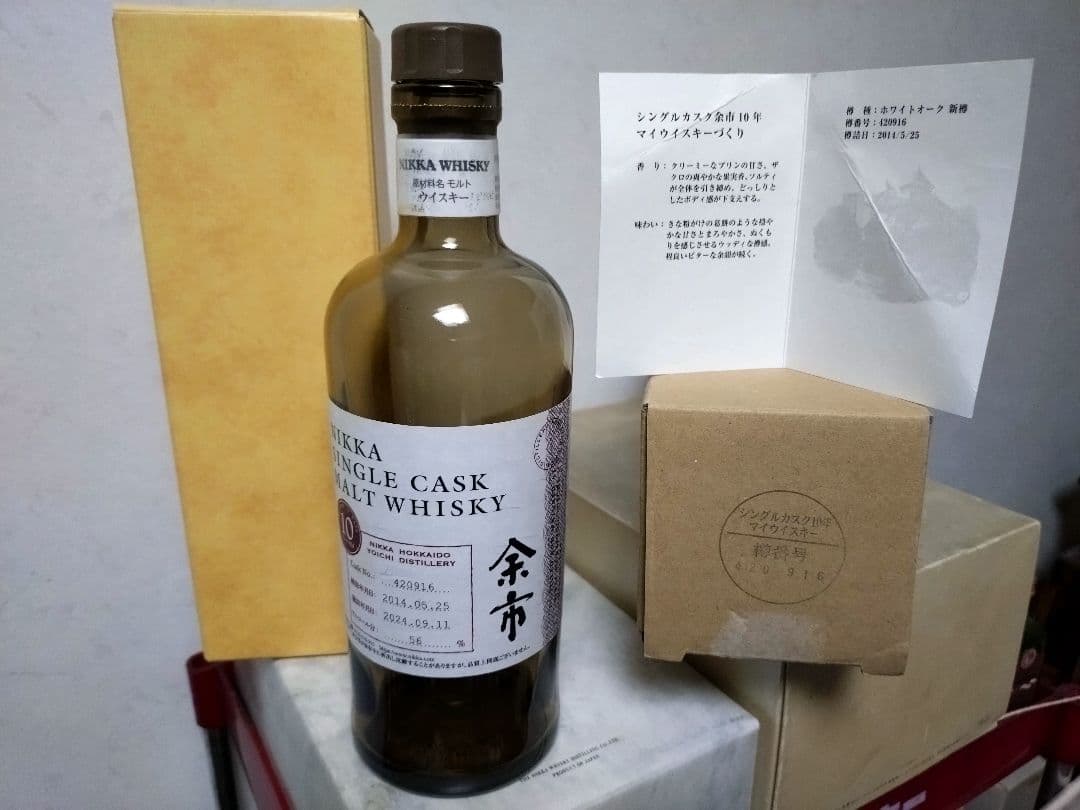 NIKKA WHISKY
原材料名 モルト
ウイスキー
NIKKA
SINGLE CASK
MALT WHISKY
10
NIKKA HOKKAIDO
YOICHI DISTILLERY
Cask No.: 420916
2014.05.25
2024.09.11
アルコール分: 56 %
余市
シングルカスク余市10年
マイウイスキーづくり
香 り：クリーミーなプリンの甘さ、ザ
クロの爽やかな果実香。ソルティ
が全体を引き締め、どっしりと
したボディ感が下支えする。
味わい：きな粉がけの葛餅のような穏や
かな甘さとまろやかさ、ぬくも
りを感じさせるウッディな樽感。
程良いビターな余韻が続く。
樽 種：ホワイトオーク 新樽
樽番号：420916
樽詰日：2014/5/25
シングルカスク10年
マイウイスキー
樽番号
420916